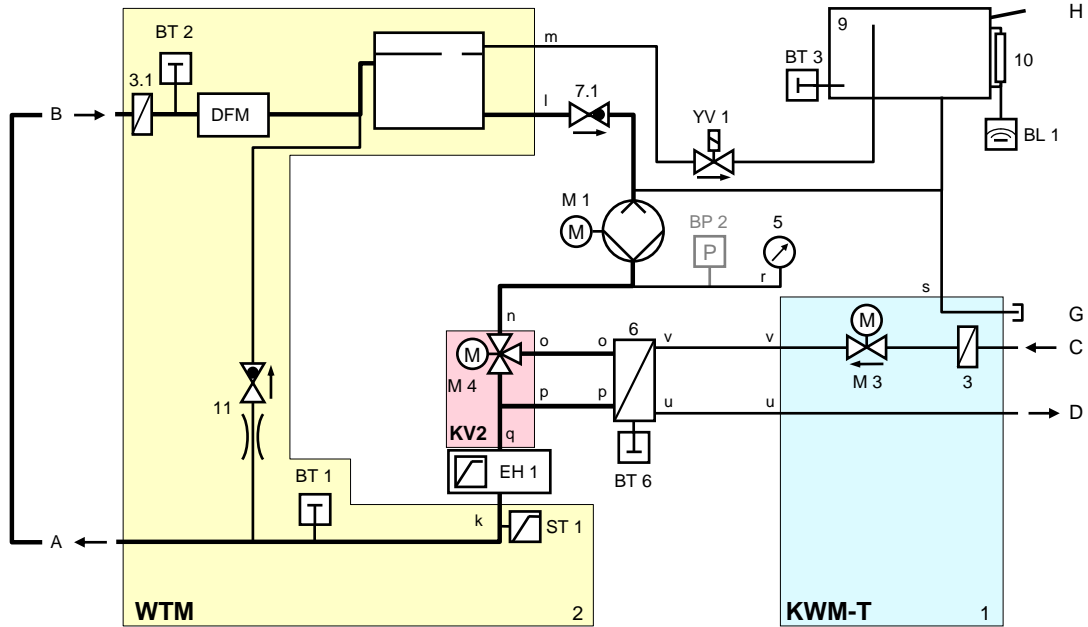 H
BT 2
m
9
BT 3
10
3.1
7.1
l
B
DFM
YV 1
BL 1
M 1
M
BP 2
P
5
r
s
n
G
M
6
M
o
o
v
v
C
M 4
M 3
3
11
p
p
u
u
D
KV2
q
EH 1
BT 1
BT 6
k
ST 1
A
WTM
2
KWM-T
1